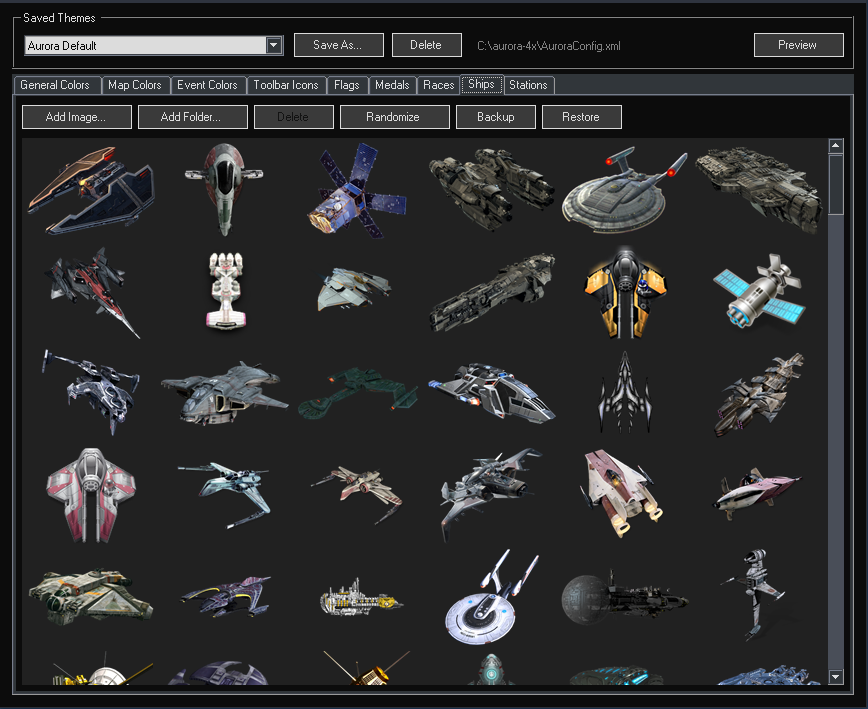 Saved Themes
Aurora Default
Save As...
Delete
C:\aurora-4x\AuroraConfig.xml
Preview
General Colors
Map Colors
Event Colors
Toolbar Icons
Flags
Medals
Races
Ships
Stations
Add Image...
Add Folder...
Delete
Randomize
Backup
Restore